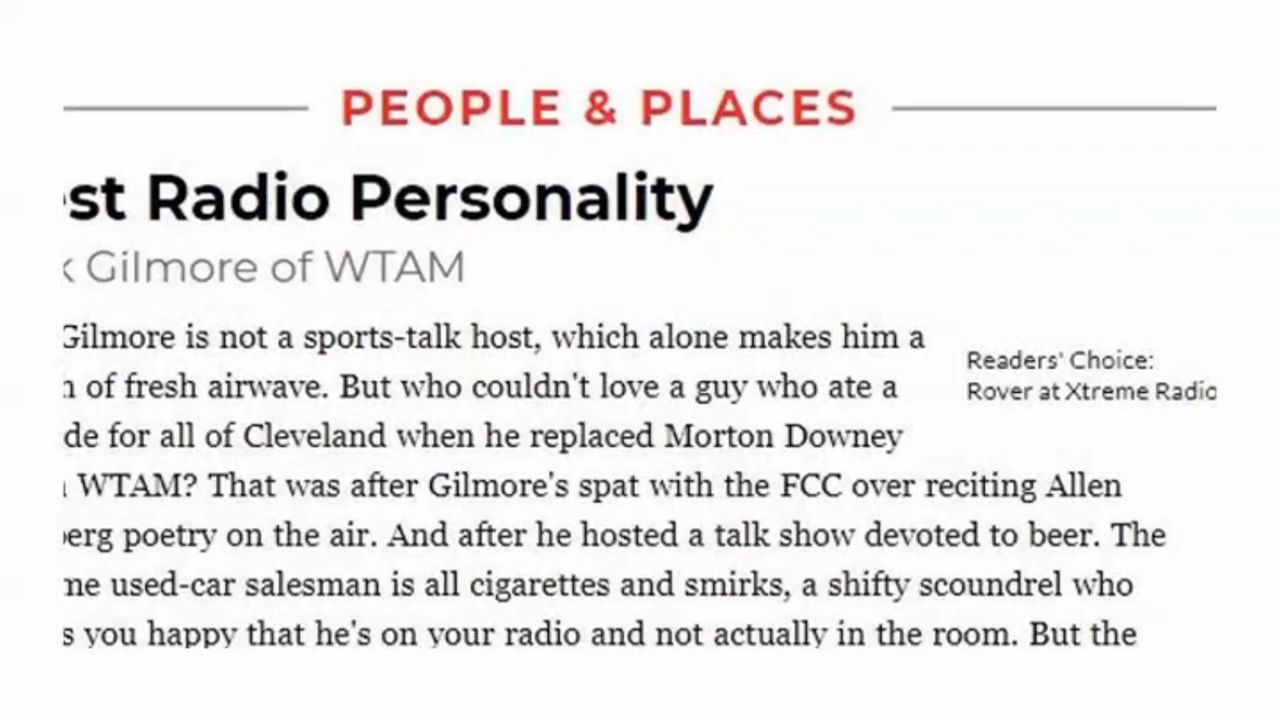 PEOPLE & PLACES
st Radio Personality
Gilmore of WTAM
Gilmore is not a sports-talk host, which alone makes him a
of fresh airwave. But who couldn't love a guy who ate a
de for all of Cleveland when he replaced Morton Downey
WTAM? That was after Gilmore's spat with the FCC over reciting Allen
erg poetry on the air. And after he hosted a talk show devoted to beer. The
me used-car salesman is all cigarettes and smirks, a shifty scoundrel who
s you happy that he's on your radio and not actually in the room. But the
Readers' Choice:
Rover at Xtreme Radio